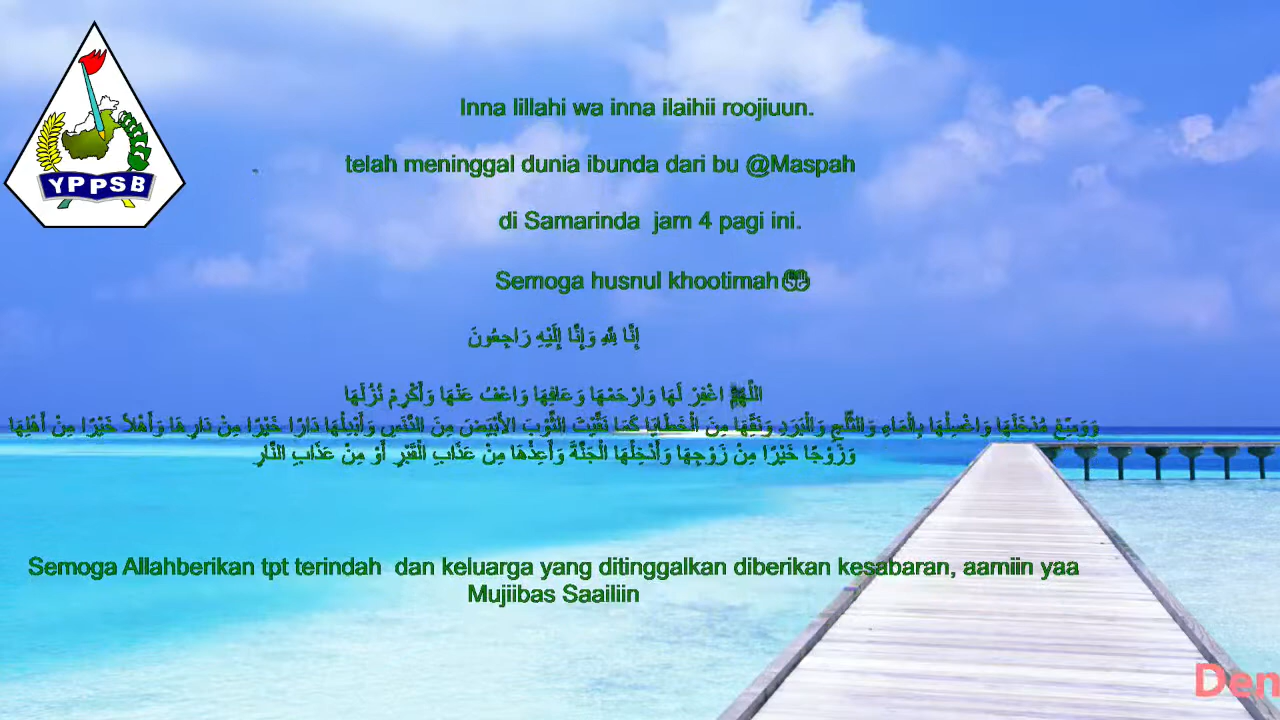 YPPSB
Inna lillahi wa inna ilaihii roojiuun.
telah meninggal dunia ibunda dari bu @Maspah
di Samarinda jam 4 pagi ini.
Semoga husnul khootimah
إِنَّا لِلهِ وَإِنَّا إِلَيْهِ رَاجِعُونَ
اللَّهُمَّ اغْفِرْ لَهَا وَارْحَمْهَا وَعَافِهَا وَاعْفُ عَنْهَا وَأَكْرِمْ نُزُلَهَا
وَوَسِّعْ مُدْخَلَهَا وَاغْسِلْهَا بِالْمَاءِ وَالثَّلْجِ وَالْبَرَدِ وَنَقِّهَا مِنَ الْخَطَايَا كَمَا نَقَّيْتَ الثَّوْبَ الأَبْيَضَ مِنَ الدَّنَسِ وَأَبْدِلْهَا دَارًا خَيْرًا مِنْ دَارِهَا وَأَهْلاً خَيْرًا مِنْ أَهْلِهَا
وَزَوْجًا خَيْرًا مِنْ زَوْجِهَا وَأَدْخِلْهَا الْجَنَّةَ وَأَعِذْهَا مِنْ عَذَابِ الْقَبْرِ أَوْ مِنْ عَذَابِ النَّارِ
Semoga Allahberikan tpt terindah dan keluarga yang ditinggalkan diberikan kesabaran, aamiin yaa
Mujiibas Saailiin
Den